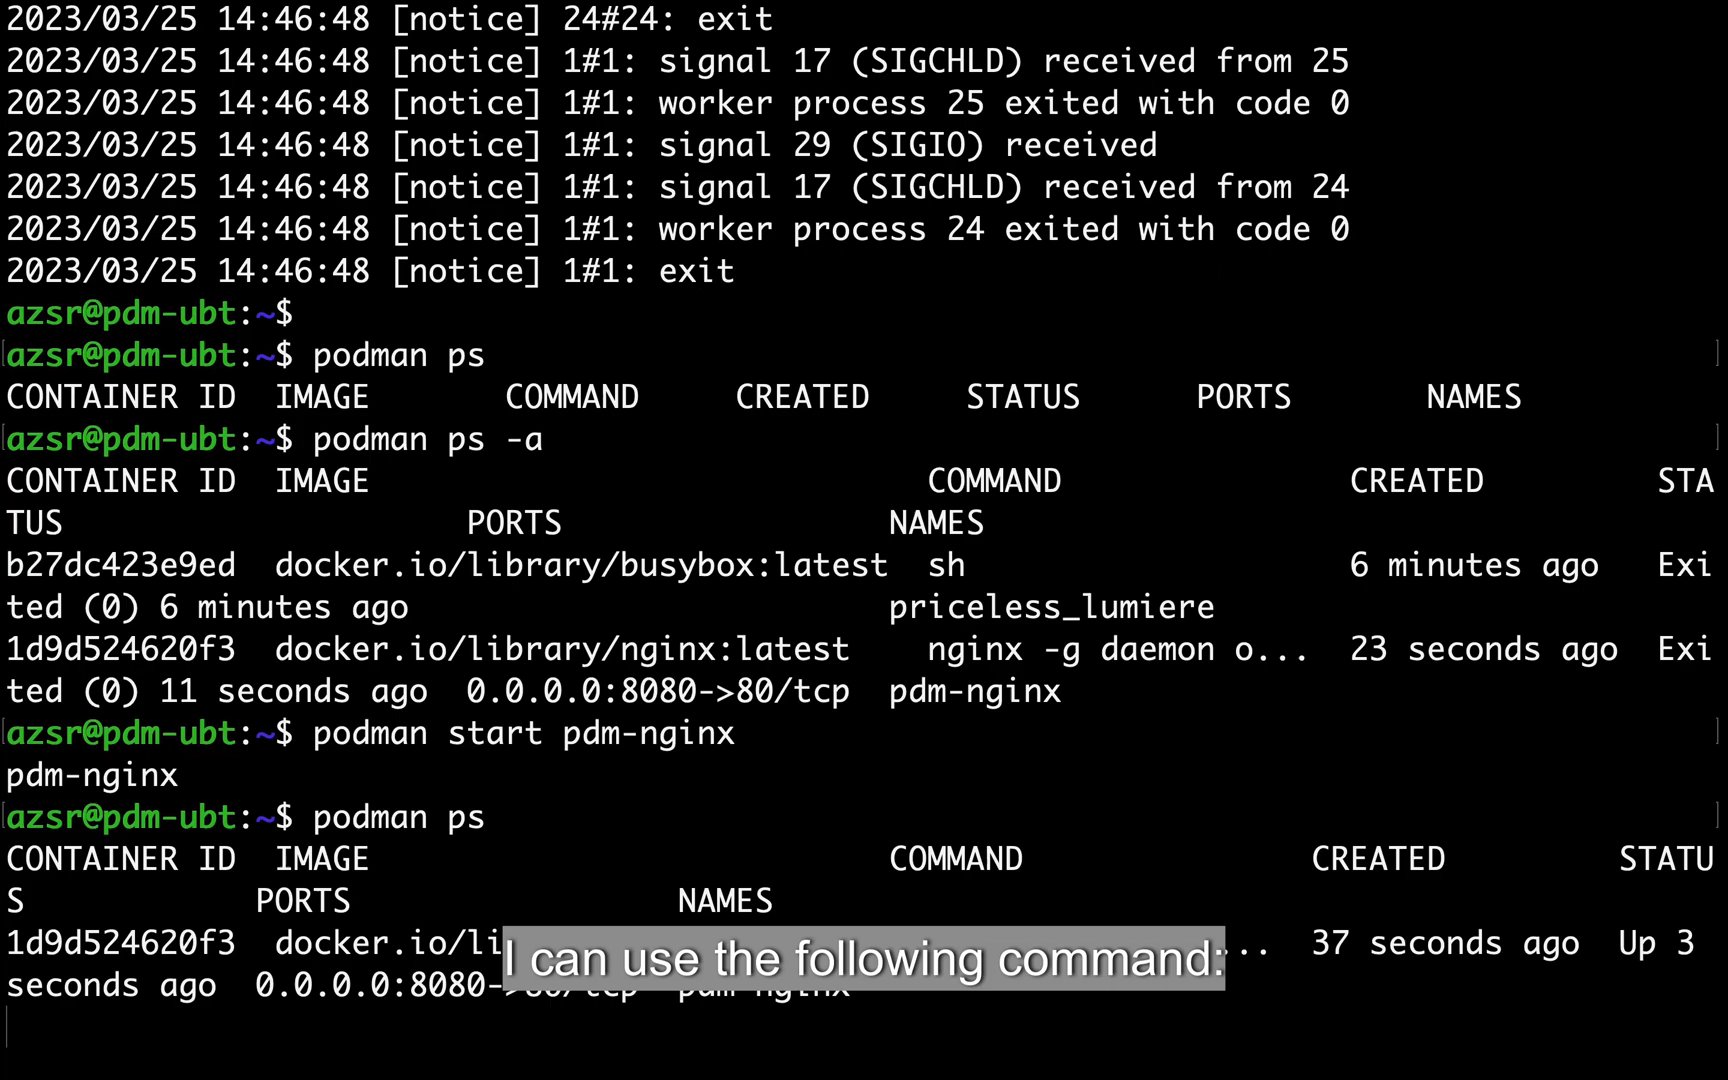 2023/03/25 14:46:48 [notice] 24#24: exit
2023/03/25 14:46:48 [notice] 1#1: signal 17 (SIGCHLD) received from 25
2023/03/25 14:46:48 [notice] 1#1: worker process 25 exited with code 0
2023/03/25 14:46:48 [notice] 1#1: signal 29 (SIGIO) received
2023/03/25 14:46:48 [notice] 1#1: signal 17 (SIGCHLD) received from 24
2023/03/25 14:46:48 [notice] 1#1: worker process 24 exited with code 0
2023/03/25 14:46:48 [notice] 1#1: exit
azsr@pdm-ubt:~$
azsr@pdm-ubt:~$ podman ps
CONTAINER ID  IMAGE       COMMAND     CREATED     STATUS      PORTS       NAMES
azsr@pdm-ubt:~$ podman ps -a
CONTAINER ID  IMAGE                             COMMAND               CREATED         STA
TUS                     PORTS                 NAMES
b27dc423e9ed  docker.io/library/busybox:latest  sh                    6 minutes ago   Exi
ted (0) 6 minutes ago                         priceless_lumiere
1d9d524620f3  docker.io/library/nginx:latest    nginx -g daemon o...  23 seconds ago  Exi
ted (0) 11 seconds ago  0.0.0.0:8080->80/tcp  pdm-nginx
azsr@pdm-ubt:~$ podman start pdm-nginx
pdm-nginx
azsr@pdm-ubt:~$ podman ps
CONTAINER ID  IMAGE                           COMMAND               CREATED         STATU
S            PORTS                 NAMES
1d9d524620f3  docker.io/li ... 37 seconds ago  Up 3
seconds ago  0.0.0.0:8080-
I can use the following command: